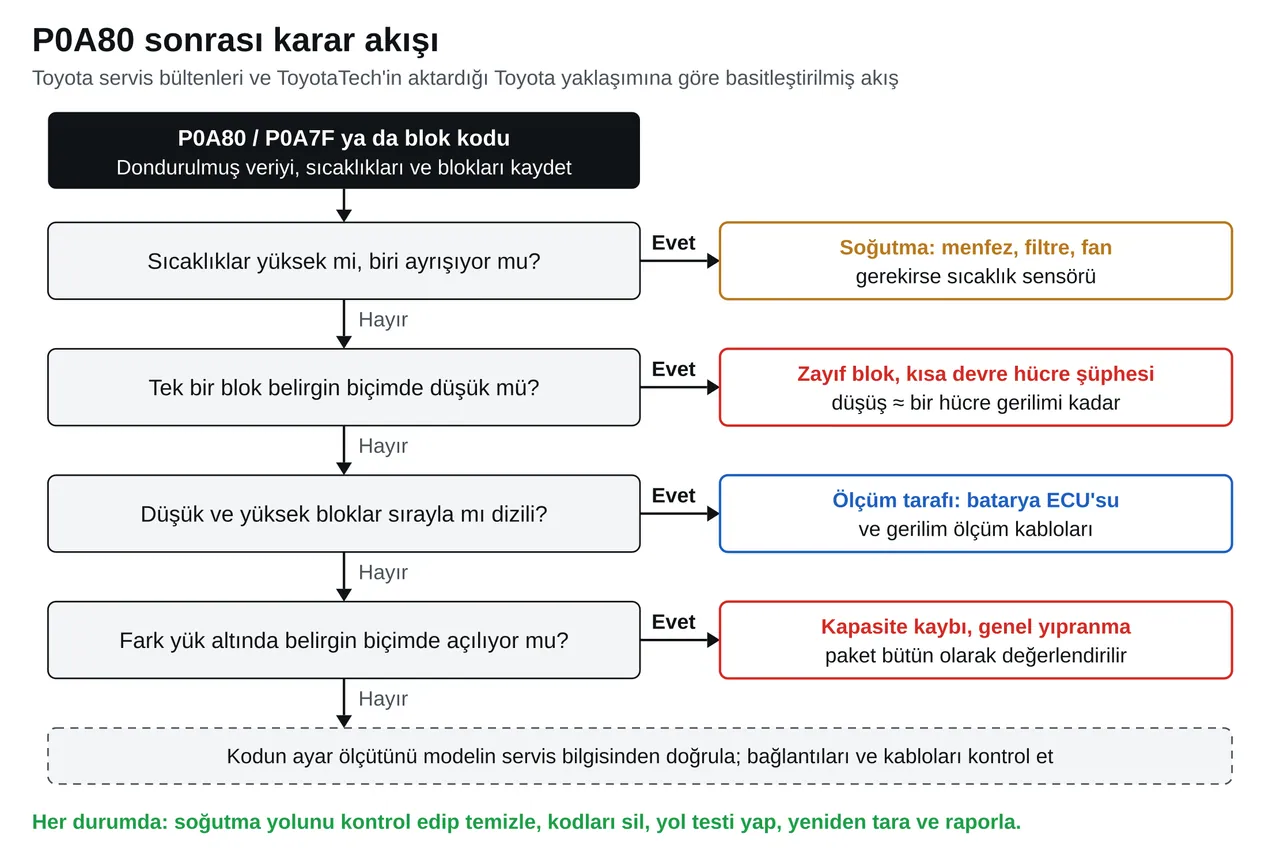 P0A80 sonrası karar akışı
Toyota servis bültenleri ve ToyotaTech'in aktardığı Toyota yaklaşımına göre basitleştirilmiş akış
P0A80 / P0A7F ya da blok kodu
Dondurulmuş veriyi, sıcaklıkları ve blokları kaydet
Sıcaklıklar yüksek mi, biri ayrışıyor mu?
Evet
Soğutma: menfez, filtre, fan
gerekirse sıcaklık sensörü
Hayır
Tek bir blok belirgin biçimde düşük mü?
Evet
Zayıf blok, kısa devre hücre şüphesi
düşüş ≈ bir hücre gerilimi kadar
Hayır
Düşük ve yüksek bloklar sırayla mı dizili?
Evet
Ölçüm tarafı: batarya ECU'su
ve gerilim ölçüm kabloları
Hayır
Fark yük altında belirgin biçimde açılıyor mu?
Evet
Kapasite kaybı, genel yıpranma
paket bütün olarak değerlendirilir
Hayır
Kodun ayar ölçütünü modelin servis bilgisinden doğrula; bağlantıları ve kabloları kontrol et
Her durumda: soğutma yolunu kontrol edip temizle, kodları sil, yol testi yap, yeniden tara ve raporla.